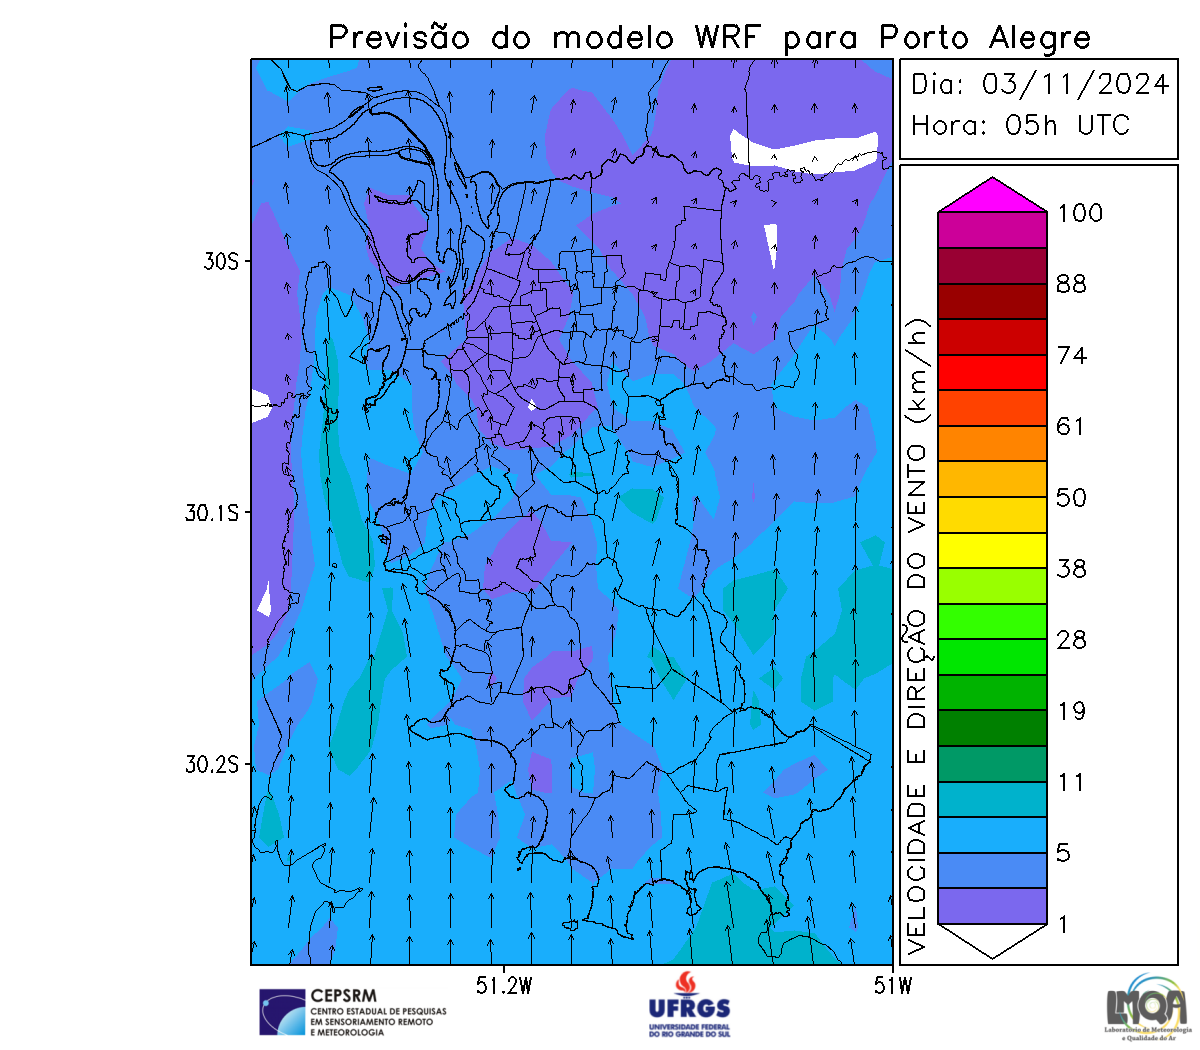 Previsão do modelo WRF para Porto Alegre
Dia: 03/11/2024
Hora: 05h UTC
30S
30.1S
30.2S
51.2W
51W
VELOCIDADE E DIREÇÃO DO VENTO (km/h)
100
88
74
61
50
38
28
19
11
5
1
CEPSRM
CENTRO ESTADUAL DE PESQUISAS
EM SENSORIAMENTO REMOTO
E METEOROLOGIA
UFRGS
UNIVERSIDADE FEDERAL
DO RIO GRANDE DO SUL
LMQA
Laboratório de Meteorologia
e Qualidade do Ar